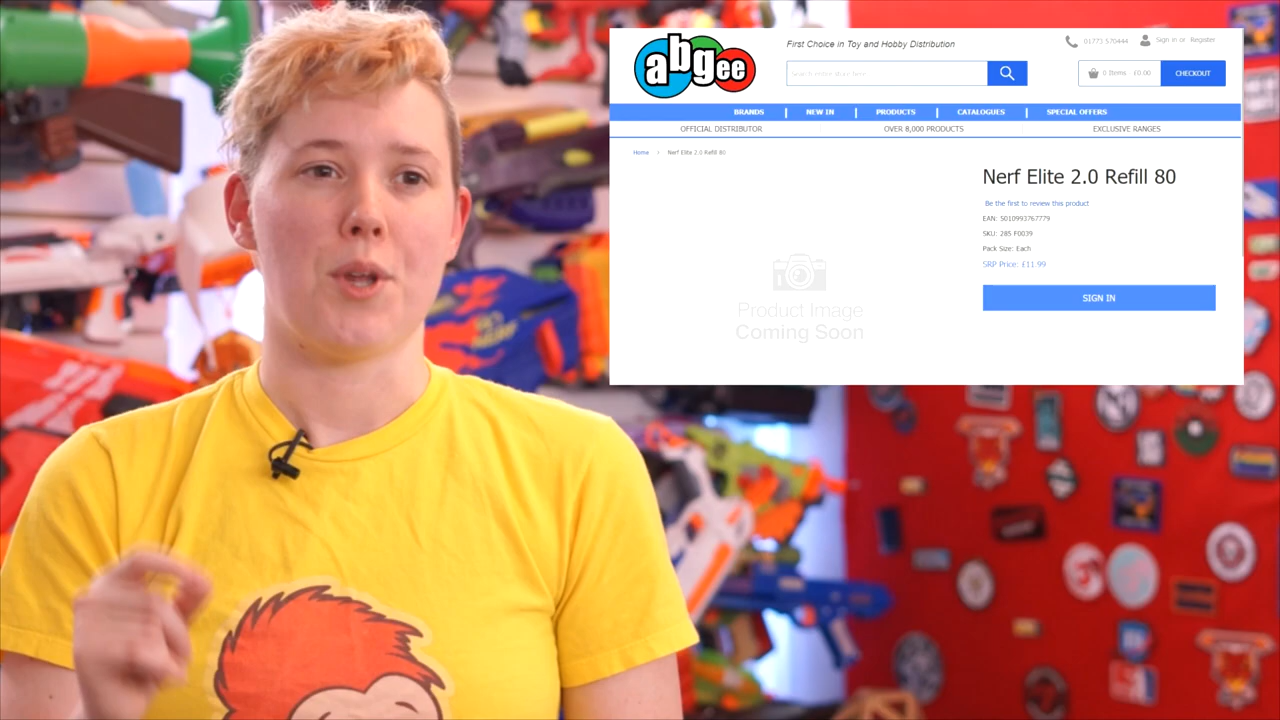 abgee
First Choice in Toy and Hobby Distribution
01773 570444
Sign in or Register
0 Items - £0.00
CHECKOUT
BRANDS | NEW IN | PRODUCTS | CATALOGUES | SPECIAL OFFERS
OFFICIAL DISTRIBUTOR OVER 8,000 PRODUCTS EXCLUSIVE RANGES
Home > Nerf Elite 2.0 Refill 80
Nerf Elite 2.0 Refill 80
Be the first to review this product
EAN: 5010993767779
SKU: 285 F0039
Pack Size: Each
SRP Price: £11.99
SIGN IN
Product Image
Coming Soon